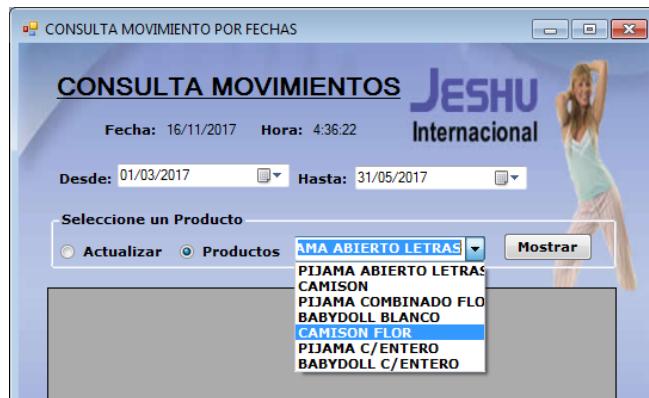 CONSULTA MOVIMIENTO POR FECHAS
CONSULTA MOVIMIENTOS
JESHU
Internacional
Fecha: 16/11/2017 Hora: 4:36:22
Desde: 01/03/2017 Hasta: 31/05/2017
Seleccione un Producto
Actualizar Productos AMA ABIERTO LETRAS Mostrar
PIJAMA ABIERTO LETRAS
CAMISON
PIJAMA COMBINADO FLO
BABYDOLL BLANCO
CAMISON FLOR
PIJAMA C/ENTERO
BABYDOLL C/ENTERO